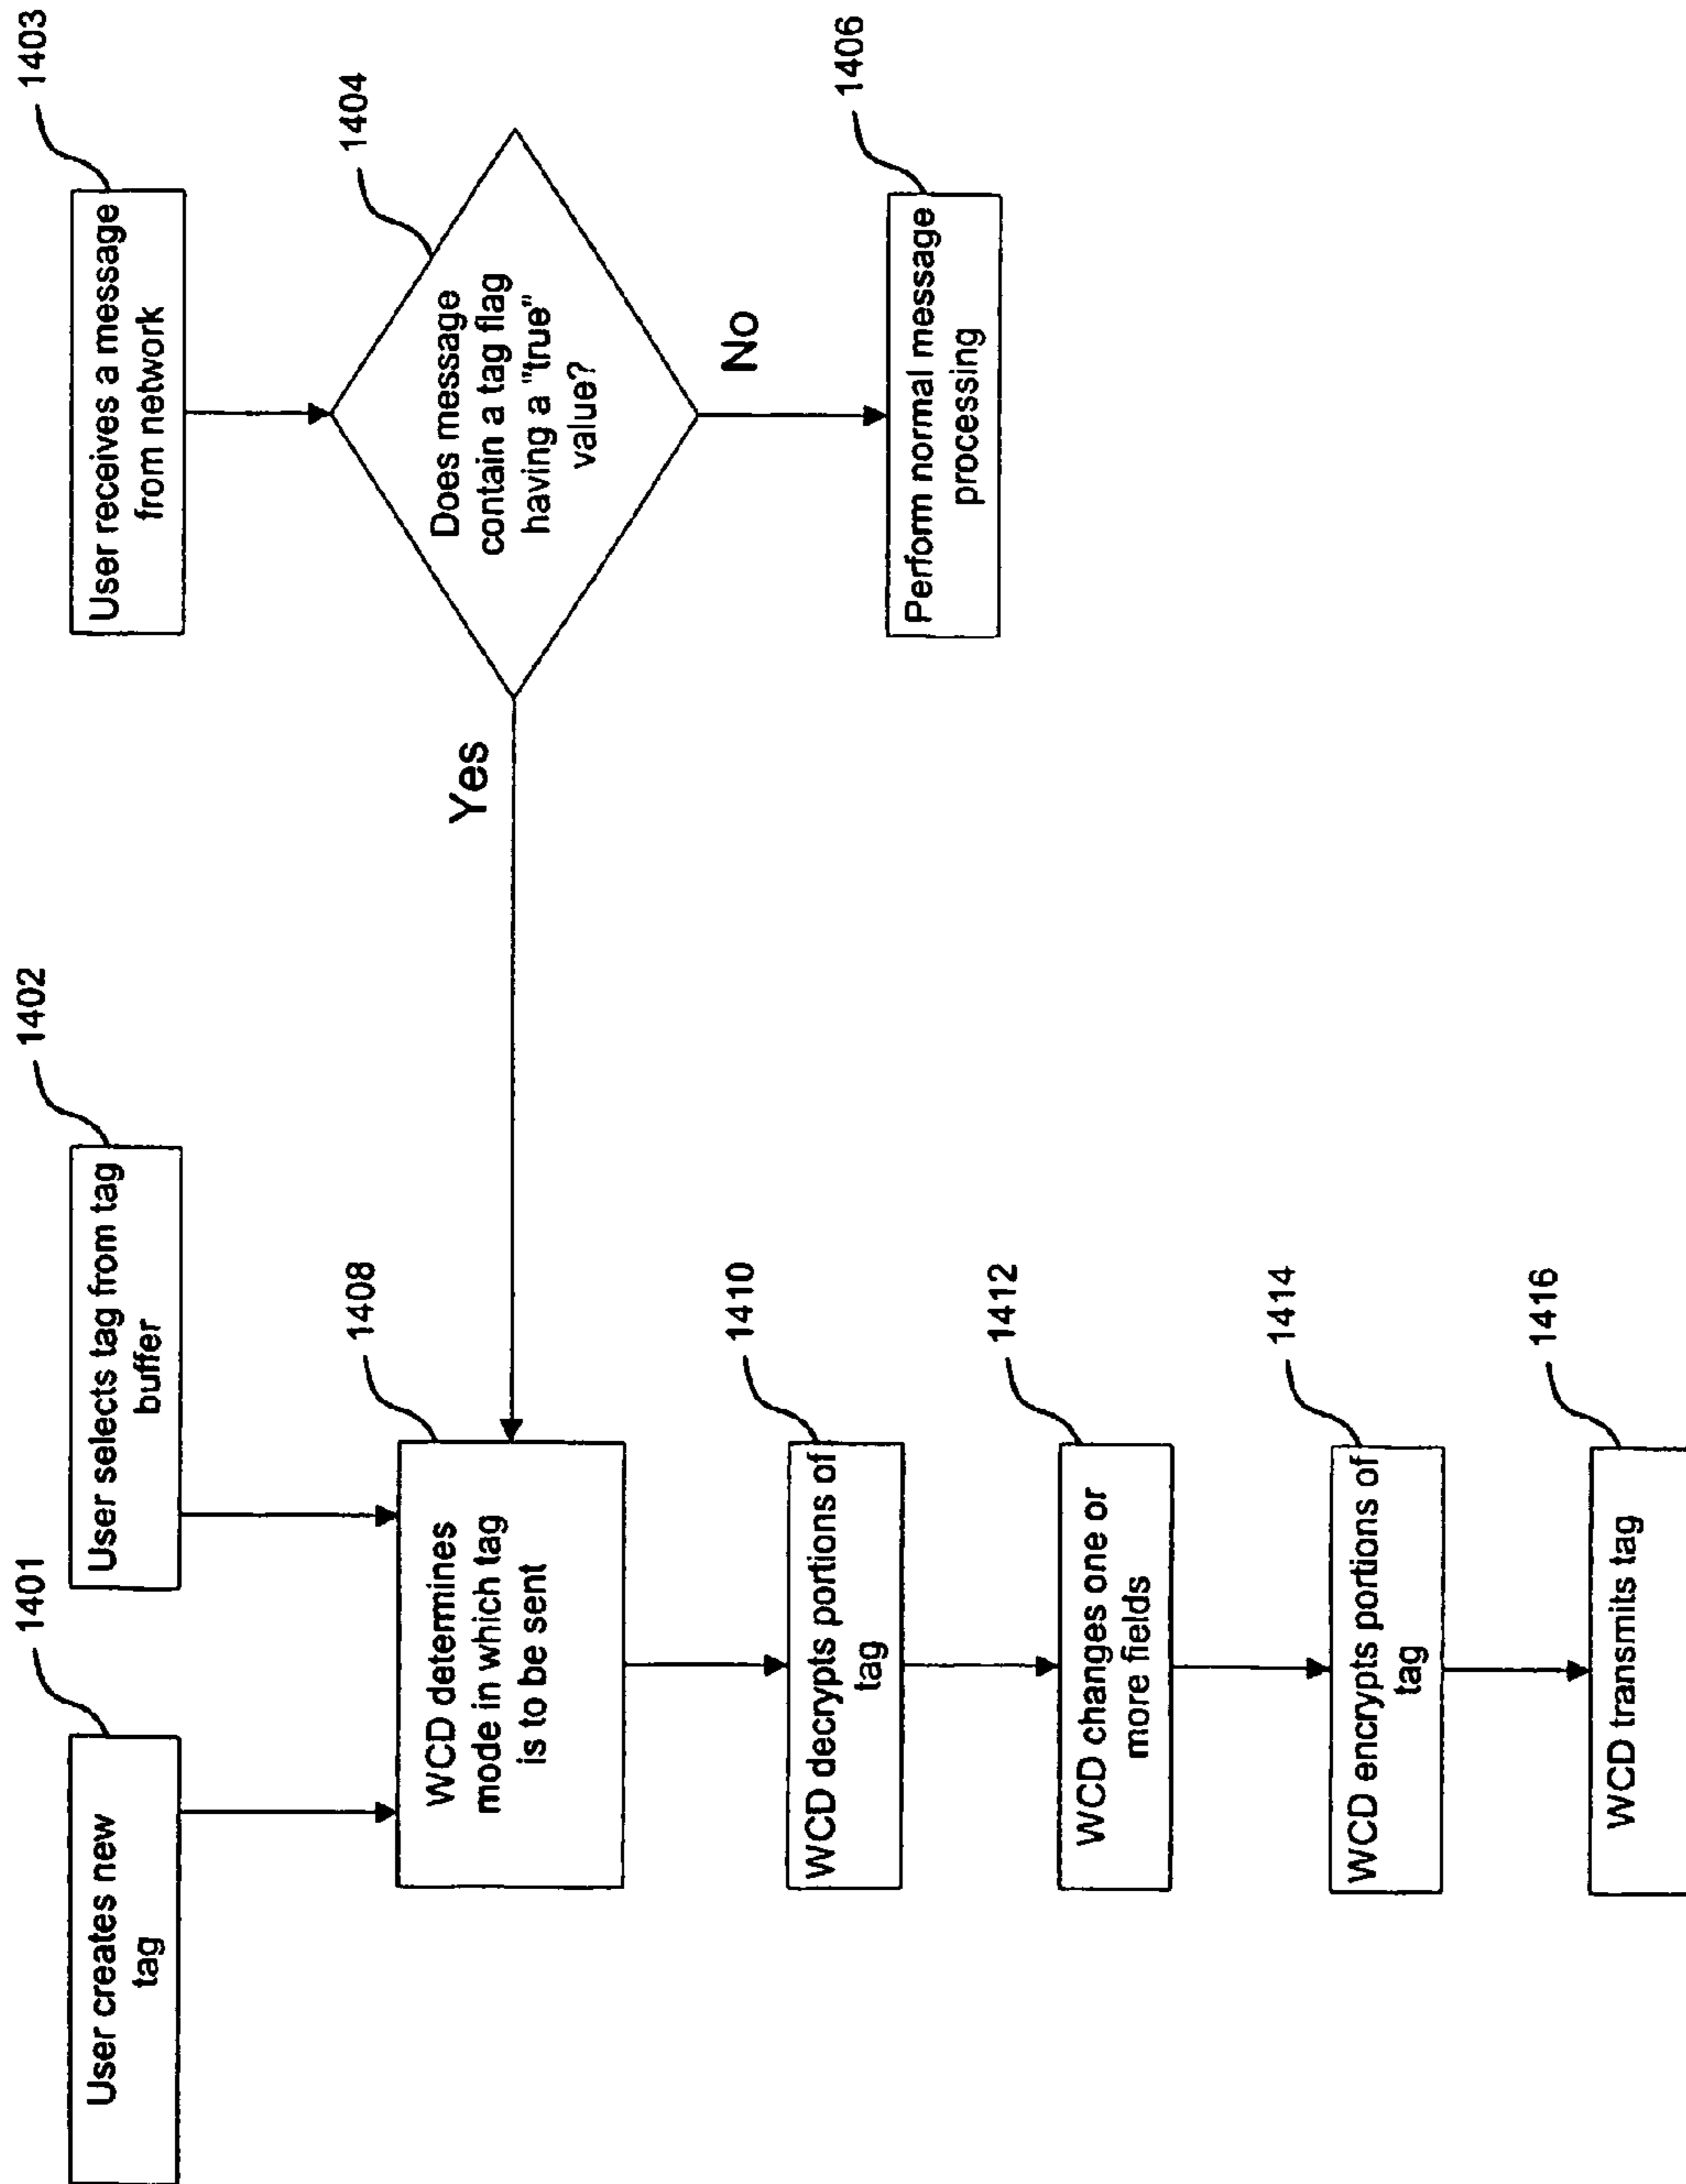 1401
User creates new
tag
1402
User selects tag from tag
buffer
1403
User receives a message
from network
1404
Does message
contain a tag flag
having a "true"
value?
Yes
No
1406
Perform normal message
processing
1408
WCD determines
mode in which tag
is to be sent
1410
WCD decrypts portions of
tag
1412
WCD changes one or
more fields
1414
WCD encrypts portions of
tag
1416
WCD transmits tag